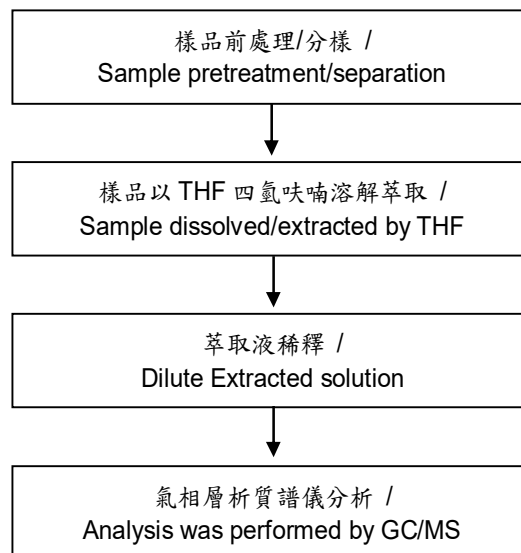 樣品前處理/分樣 /
Sample pretreatment/separation
樣品以 THF 四氫呋喃溶解萃取 /
Sample dissolved/extracted by THF
萃取液稀釋 /
Dilute Extracted solution
氣相層析質譜儀分析 /
Analysis was performed by GC/MS